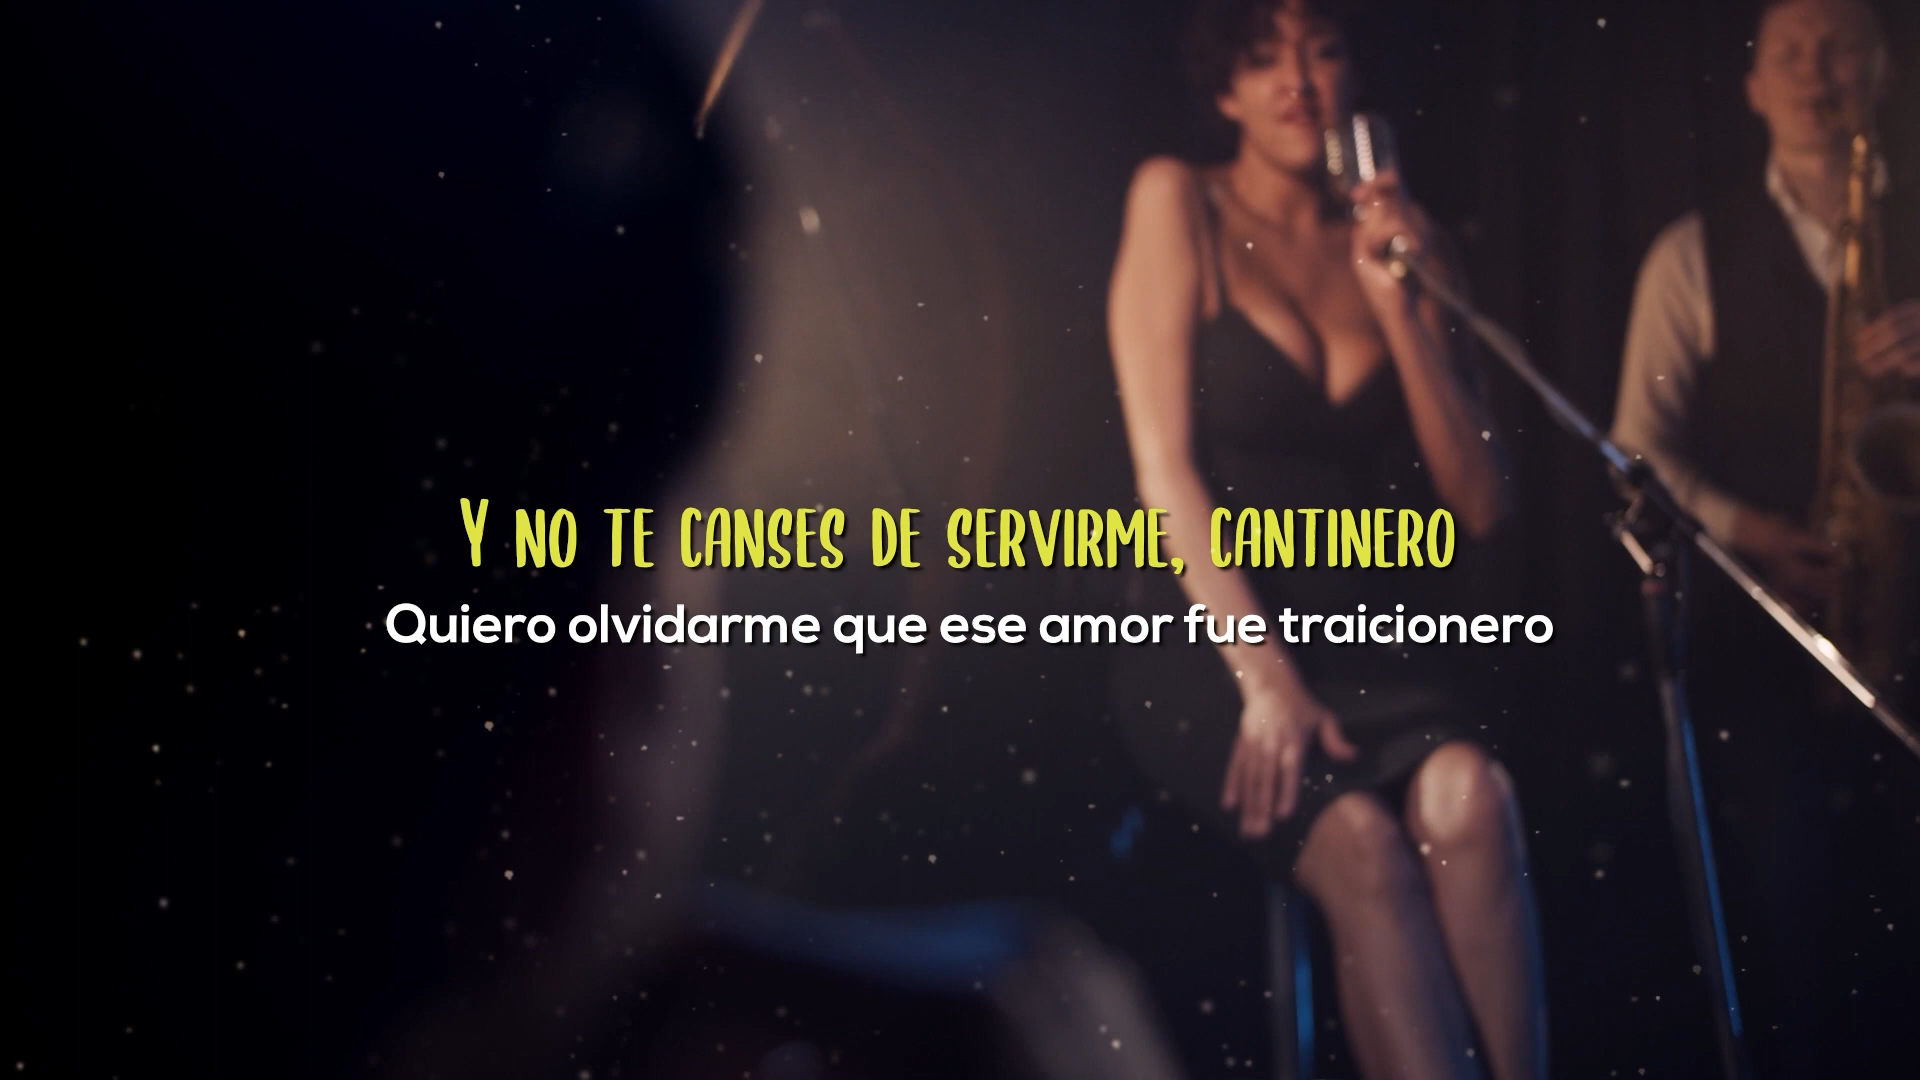 Y NO TE CANSES DE SERVIRME, CANTINERO
Quiero olvidarme que ese amor fue traicionero